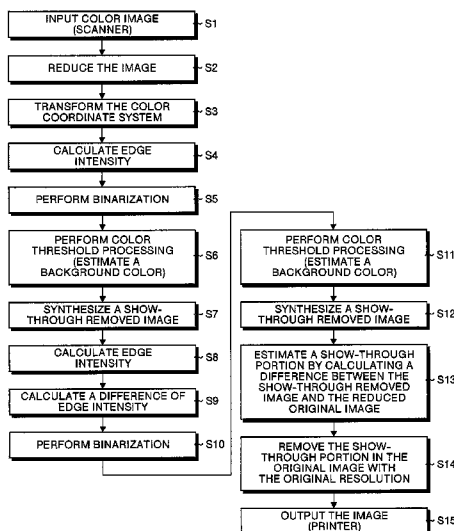 INPUT COLOR IMAGE
(SCANNER)
S1
REDUCE THE IMAGE
S2
TRANSFORM THE COLOR
COORDINATE SYSTEM
S3
CALCULATE EDGE
INTENSITY
S4
PERFORM BINARIZATION
S5
PERFORM COLOR
THRESHOLD PROCESSING
(ESTIMATE A
BACKGROUND COLOR)
S6
SYNTHESIZE A SHOW-
THROUGH REMOVED IMAGE
S7
CALCULATE EDGE
INTENSITY
S8
CALCULATE A DIFFERENCE OF
EDGE INTENSITY
S9
PERFORM BINARIZATION
S10
PERFORM COLOR
THRESHOLD PROCESSING
(ESTIMATE A
BACKGROUND COLOR)
S11
SYNTHESIZE A SHOW-
THROUGH REMOVED IMAGE
S12
ESTIMATE A SHOW-THROUGH
PORTION BY CALCULATING A
DIFFERENCE BETWEEN THE
SHOW-THROUGH REMOVED
IMAGE AND THE REDUCED
ORIGINAL IMAGE
S13
REMOVE THE SHOW-
THROUGH PORTION IN THE
ORIGINAL IMAGE WITH
THE ORIGINAL RESOLUTION
S14
OUTPUT THE IMAGE
(PRINTER)
S15